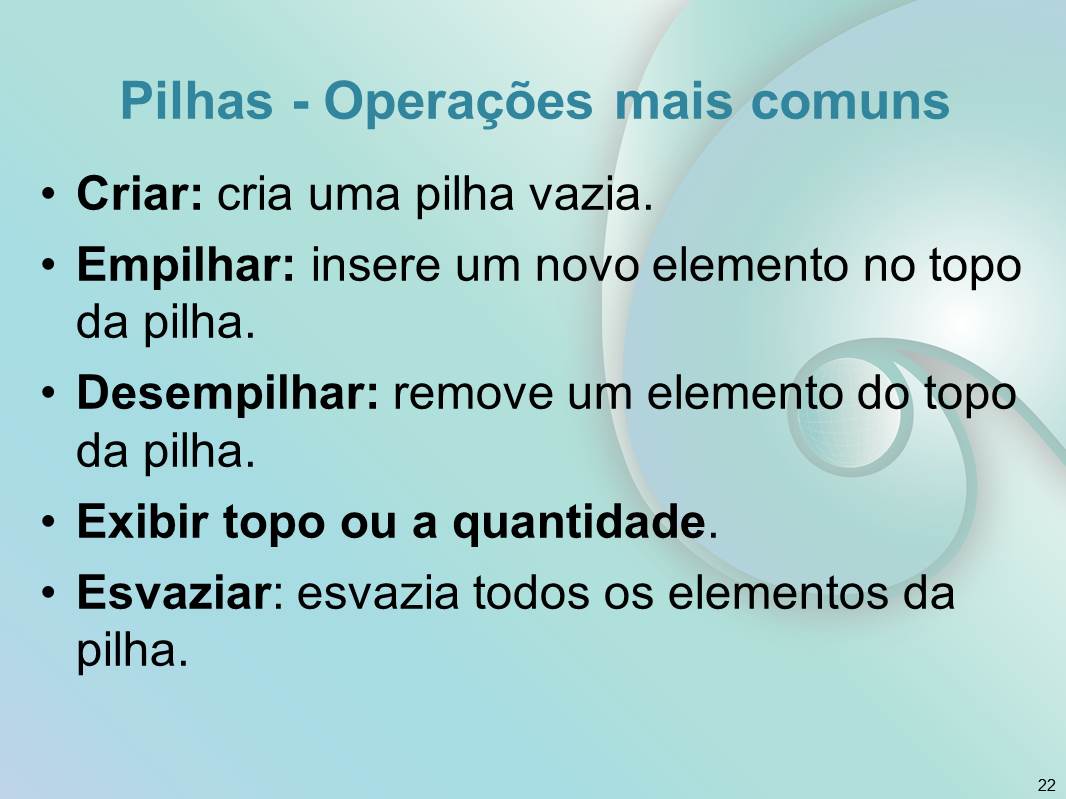 Pilhas - Operações mais comuns
• Criar: cria uma pilha vazia.
• Empilhar: insere um novo elemento no topo
da pilha.
• Desempilhar: remove um elemento do topo
da pilha.
• Exibir topo ou a quantidade.
• Esvaziar: esvazia todos os elementos da
pilha.
22